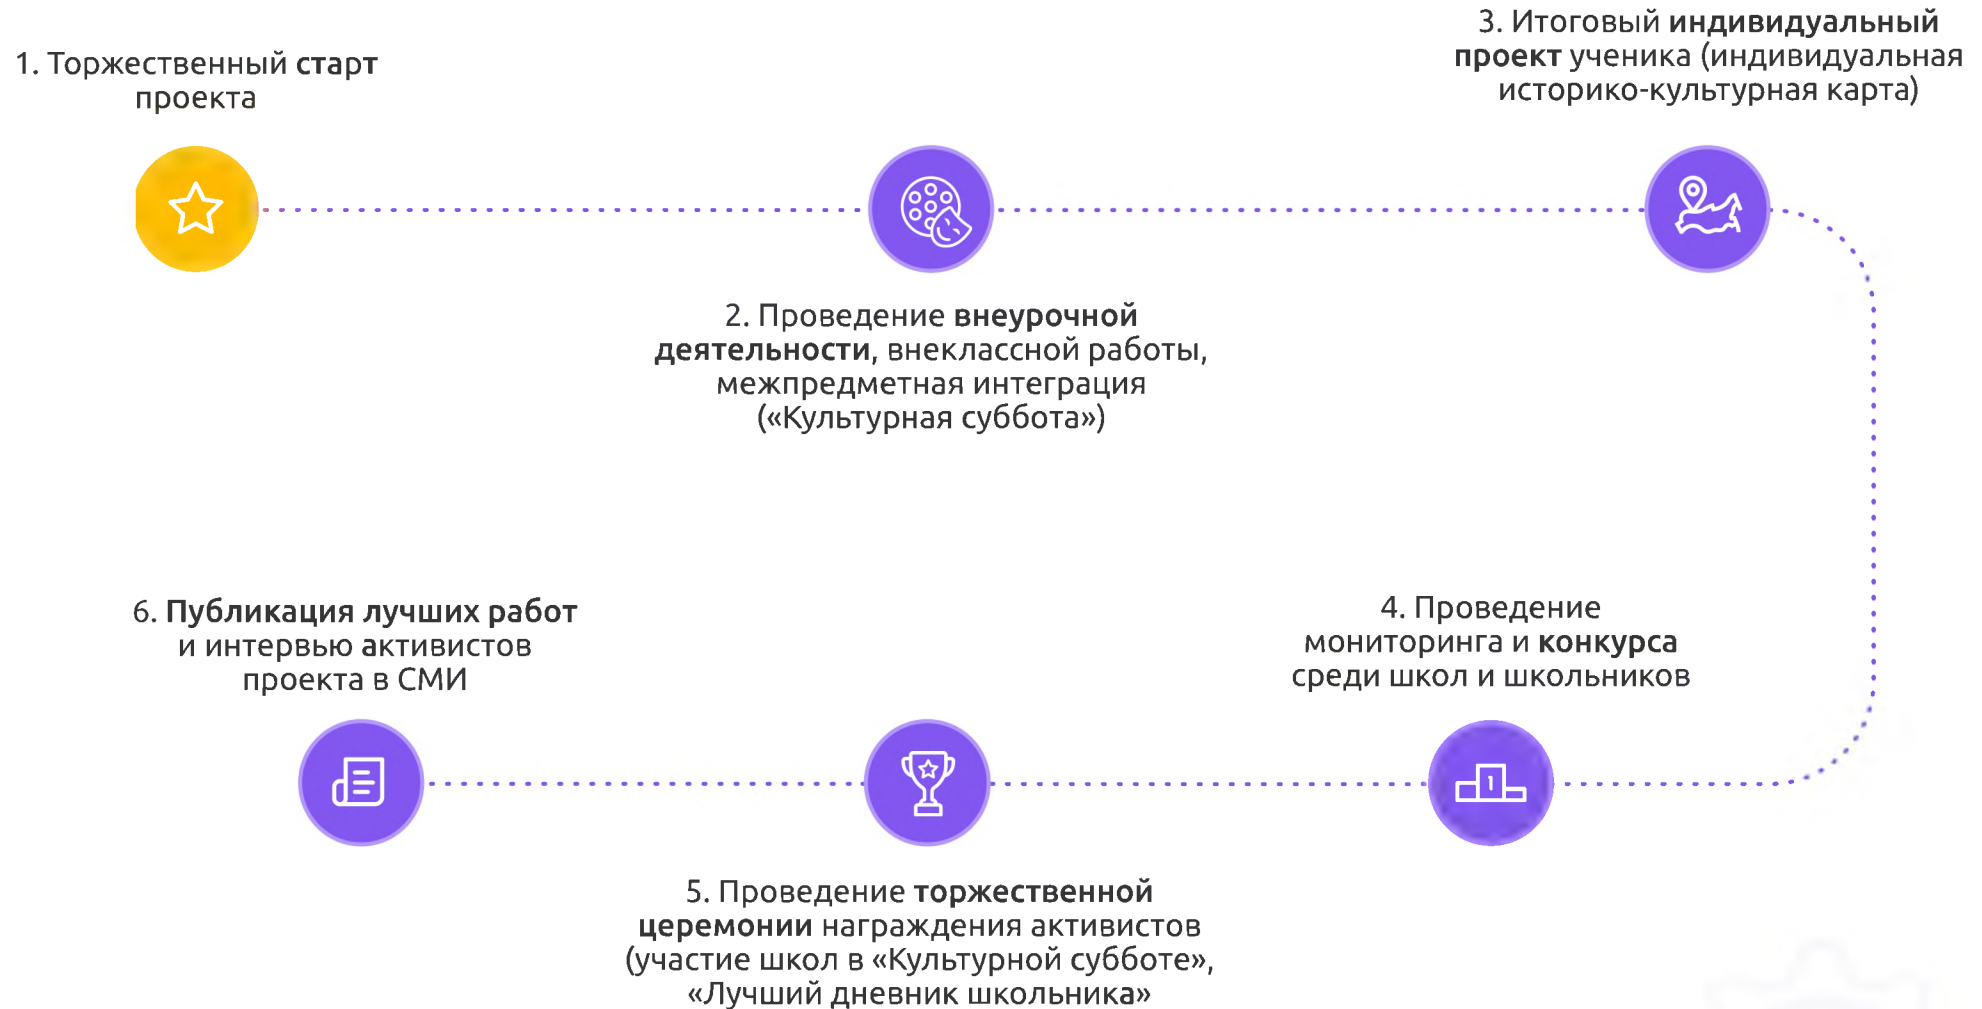 1. Торжественный старт
проекта
3. Итоговый индивидуальный
проект ученика (индивидуальная
историко-культурная карта)
2. Проведение внеурочной
деятельности, внеклассной работы,
межпредметная интеграция
(«Культурная суббота»)
6. Публикация лучших работ
и интервью активистов
проекта в СМИ
4. Проведение
мониторинга и конкурса
среди школ и школьников
1
5. Проведение торжественной
церемонии награждения активистов
(участие школ в «Культурной субботе»,
«Лучший дневник школьника»